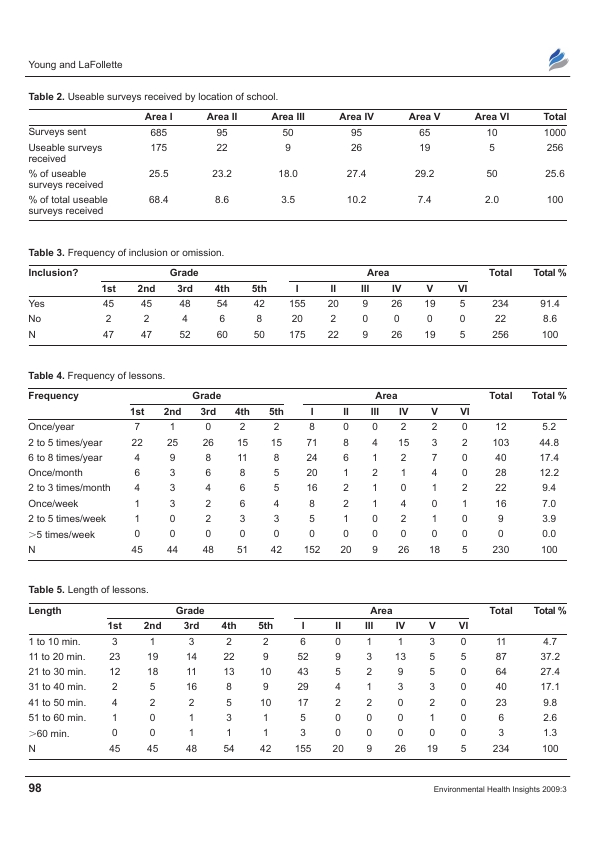 Young and LaFollette
Table 2. Useable surveys received by location of school.
Area I Area II Area III Area IV Area V Area VI Total
Surveys sent 685 95 50 95 65 10 1000
Useable surveys 175 22 9 26 19 5 256
received
% of useable 25.5 23.2 18.0 27.4 29.2 50 25.6
surveys received
% of total useable 68.4 8.6 3.5 10.2 7.4 2.0 100
surveys received
Table 3. Frequency of inclusion or omission.
Inclusion? Grade Area Total Total %
1st 2nd 3rd 4th 5th I II III IV V VI
Yes 45 45 48 54 42 155 20 9 26 19 5 234 91.4
No 2 2 4 6 8 20 2 0 0 0 0 22 8.6
N 47 47 52 60 50 175 22 9 26 19 5 256 100
Table 4. Frequency of lessons.
Frequency Grade Area Total Total %
1st 2nd 3rd 4th 5th I II III IV V VI
Once/year 7 1 0 2 2 8 0 0 2 2 0 12 5.2
2 to 5 times/year 22 25 26 15 15 71 8 4 15 3 2 103 44.8
6 to 8 times/year 4 9 8 11 8 24 6 1 2 7 0 40 17.4
Once/month 6 3 6 8 5 20 1 2 1 4 0 28 12.2
2 to 3 times/month 4 3 4 6 5 16 2 1 0 1 2 22 9.4
Once/week 1 3 2 6 4 8 2 1 4 0 1 16 7.0
2 to 5 times/week 1 0 2 3 3 5 1 0 2 1 0 9 3.9
>5 times/week 0 0 0 0 0 0 0 0 0 0 0 0 0.0
N 45 44 48 51 42 152 20 9 26 18 5 230 100
Table 5. Length of lessons.
Length Grade Area Total Total %
1st 2nd 3rd 4th 5th I II III IV V VI
1 to 10 min. 3 1 3 2 2 6 0 1 1 3 0 11 4.7
11 to 20 min. 23 19 14 22 9 52 9 3 13 5 5 87 37.2
21 to 30 min. 12 18 11 13 10 43 5 2 9 5 0 64 27.4
31 to 40 min. 2 5 16 8 9 29 4 1 3 3 0 40 17.1
41 to 50 min. 4 2 2 5 10 17 2 2 0 2 0 23 9.8
51 to 60 min. 1 0 1 3 1 5 0 0 0 1 0 6 2.6
>60 min. 0 0 1 1 1 3 0 0 0 0 0 3 1.3
N 45 45 48 54 42 155 20 9 26 19 5 234 100
98 Environmental Health Insights 2009:3